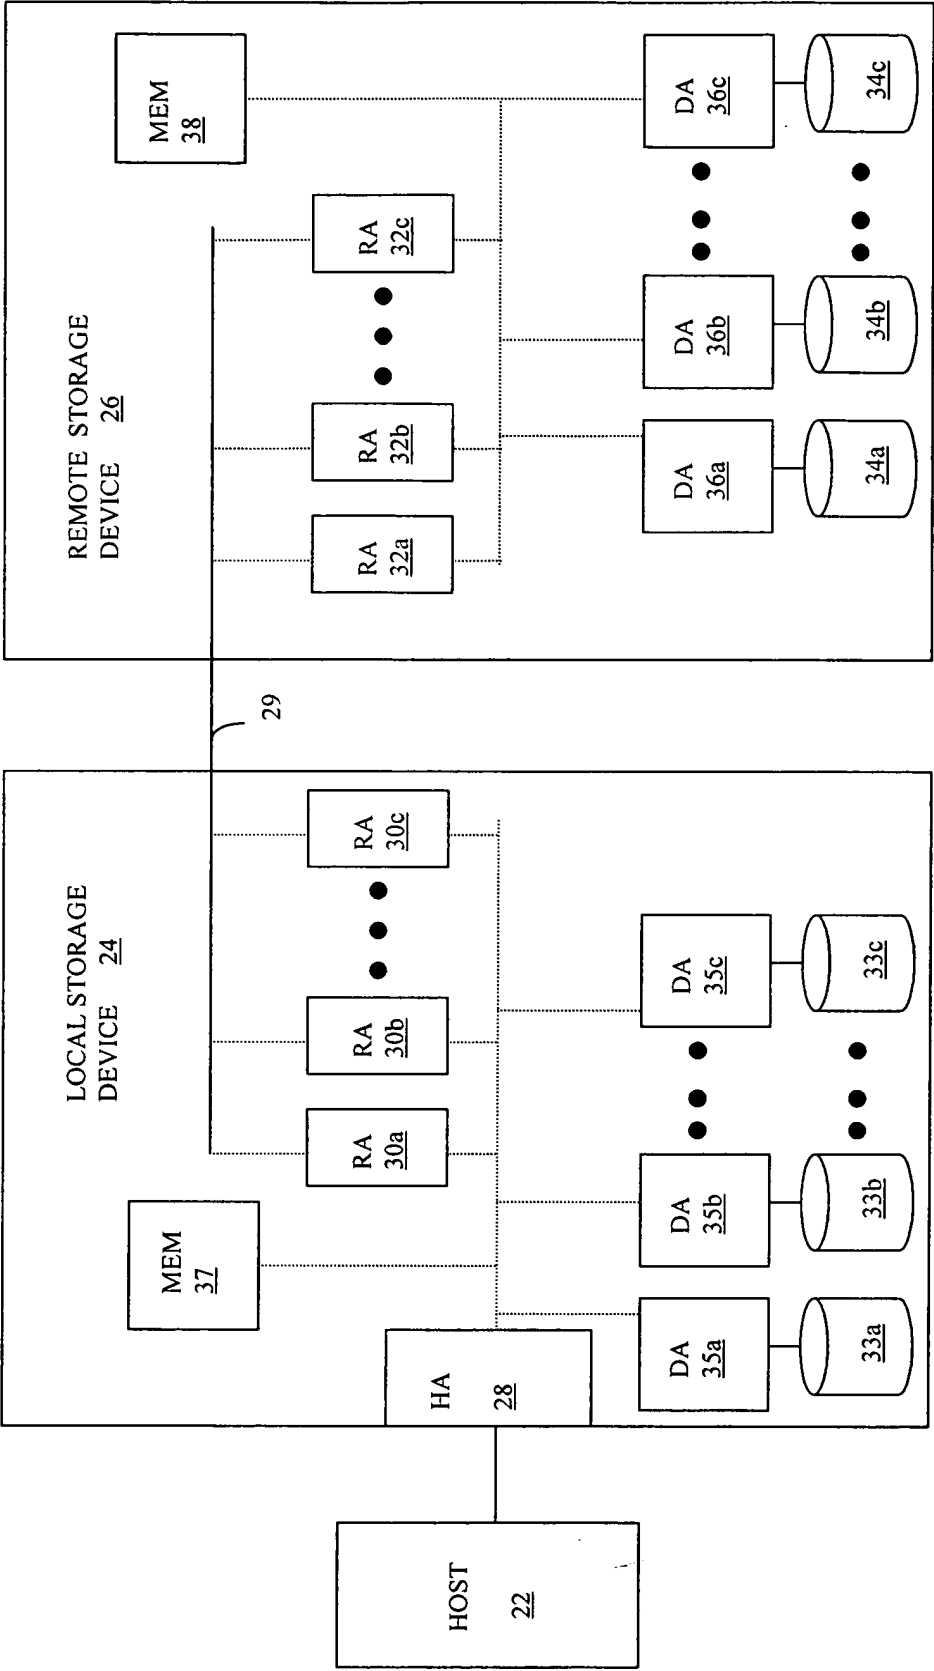 HOST
22
LOCAL STORAGE
DEVICE 24
MEM
37
HA
28
RA
30a
RA
30b
RA
30c
DA
35a
DA
35b
DA
35c
33a
33b
33c
29
REMOTE STORAGE
DEVICE 26
MEM
38
RA
32a
RA
32b
RA
32c
DA
36a
DA
36b
DA
36c
34a
34b
34c